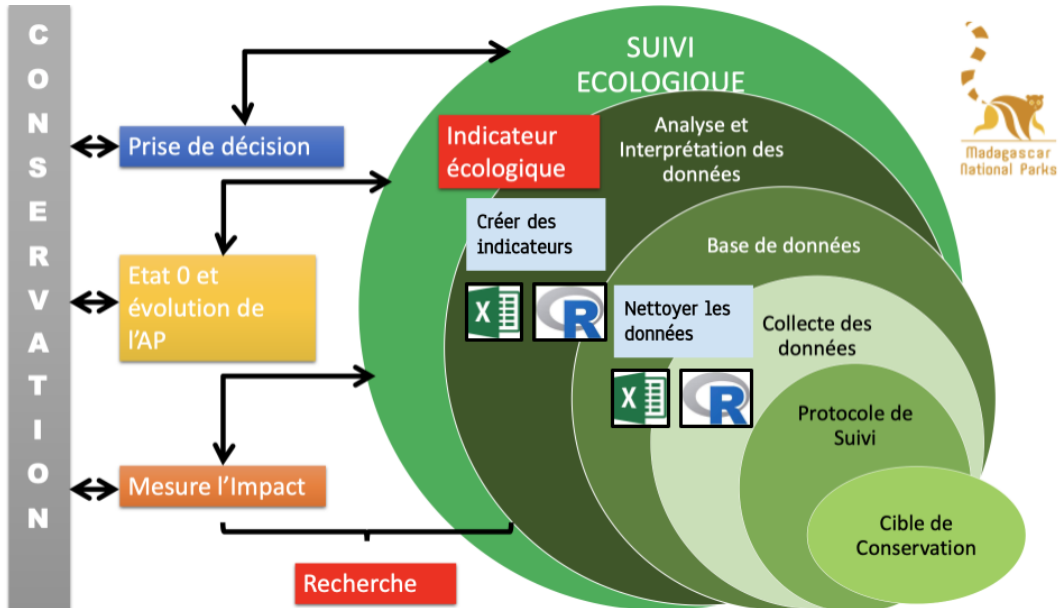 CONSERVATION
SUIVI
ECOLOGIQUE
Madagascar
National Parks
Indicateur
écologique
Analyse et
Interprétation des
données
Prise de décision
Créer des
indicateurs
Base de données
Etat 0 et
évolution de
l'AP
X
R
Nettoyer les
données
Collecte des
données
X
R
Protocole de
Suivi
Mesure l'Impact
Cible de
Conservation
Recherche